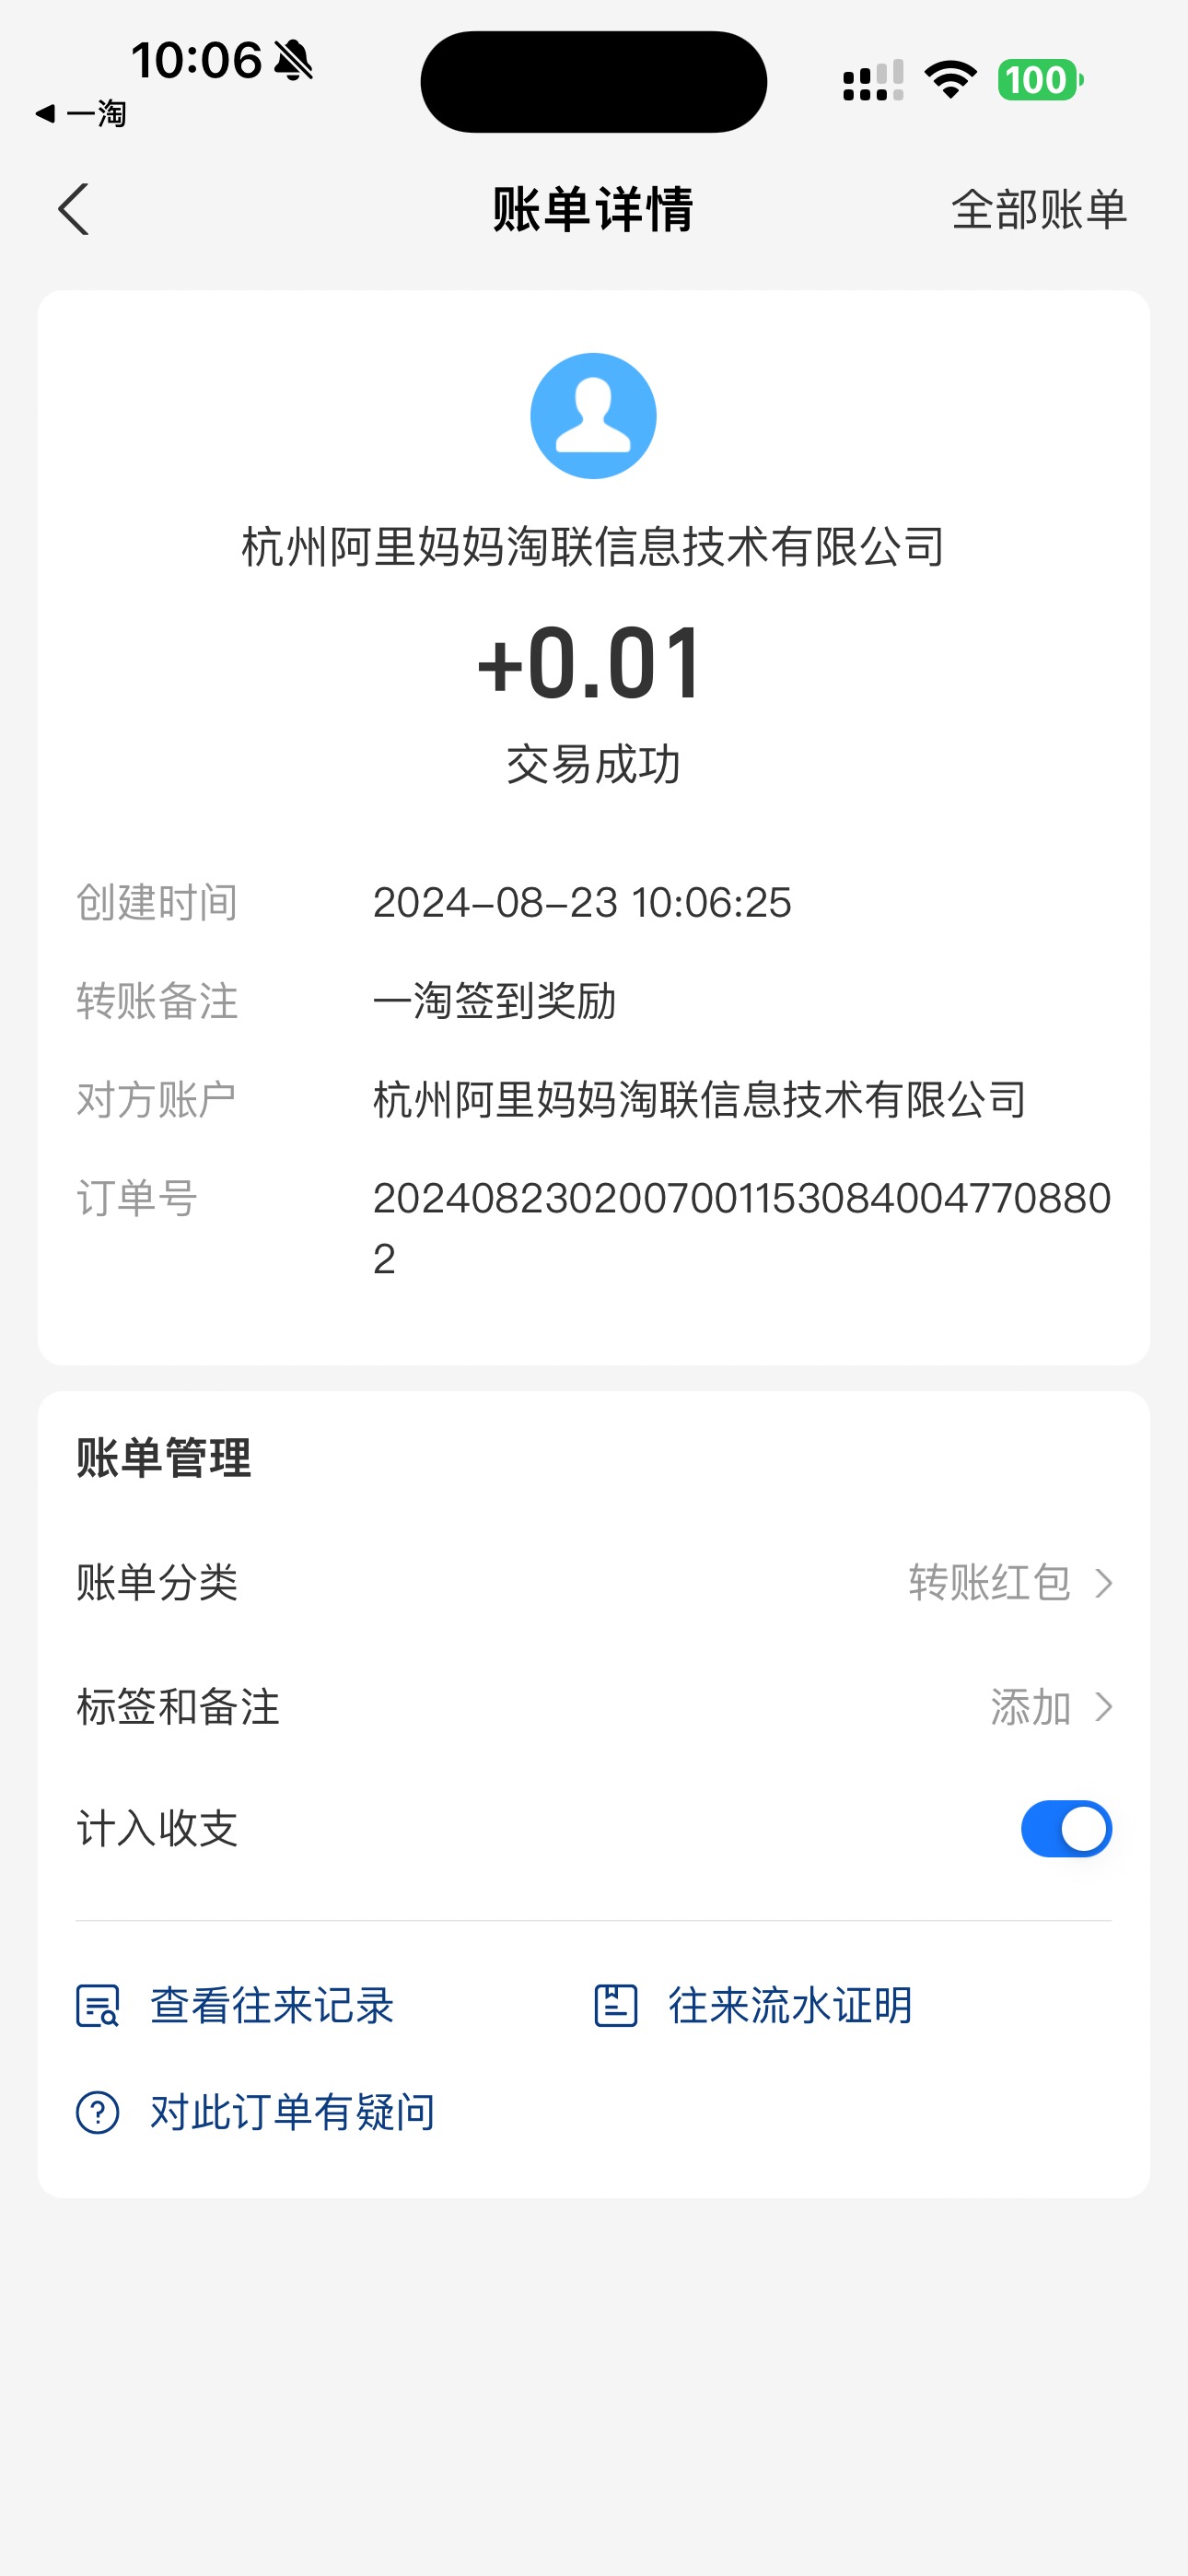 10:06
100
一淘
账单详情
全部账单
杭州阿里妈妈淘联信息技术有限公司
+0.01
交易成功
创建时间 2024-08-23 10:06:25
转账备注 一淘签到奖励
对方账户 杭州阿里妈妈淘联信息技术有限公司
订单号 2024082302007001153084004770880
2
账单管理
账单分类 转账红包
标签和备注 添加
计入收支
查看往来记录 往来流水证明
对此订单有疑问